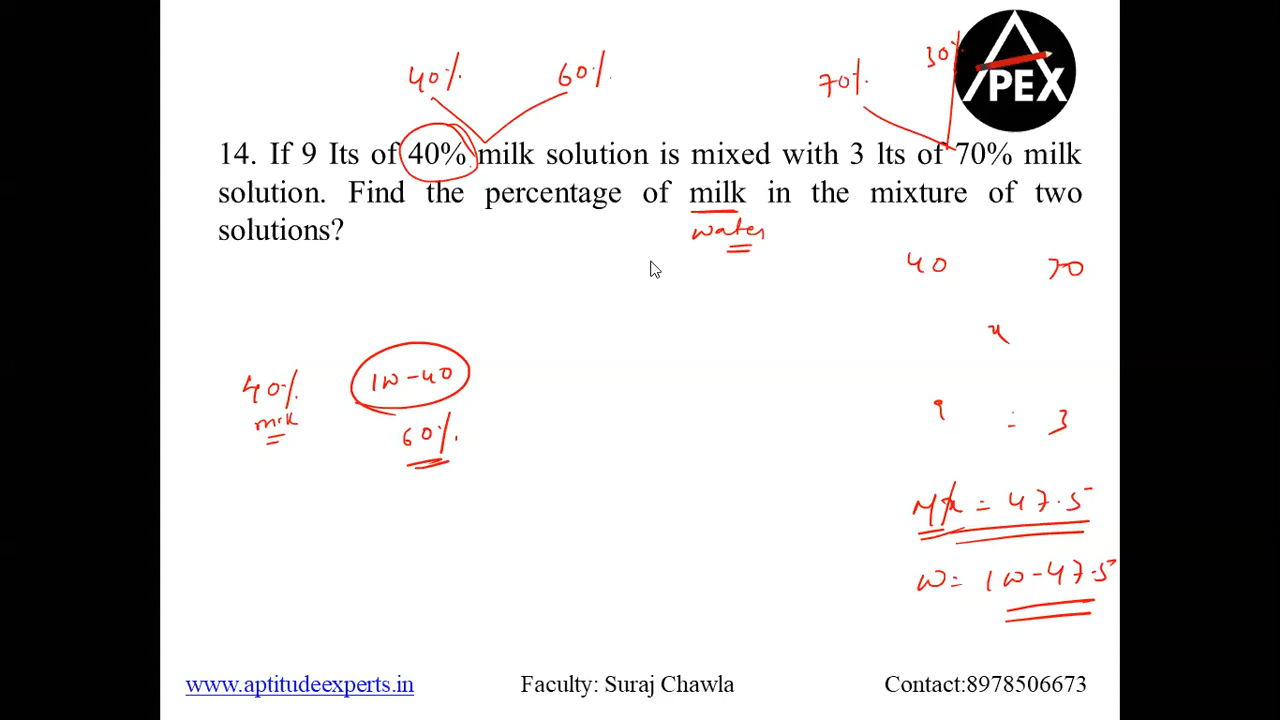 40% 60% 70% 30%
PEX
14. If 9 Its of 40% milk solution is mixed with 3 lts of 70% milk
solution. Find the percentage of milk in the mixture of two
solutions?
water
40 70
x
9 : 3
40% 100-40
milk
60%
M/x = 47.5
W = 100-47.5
www.aptitudeexperts.in Faculty: Suraj Chawla Contact:8978506673